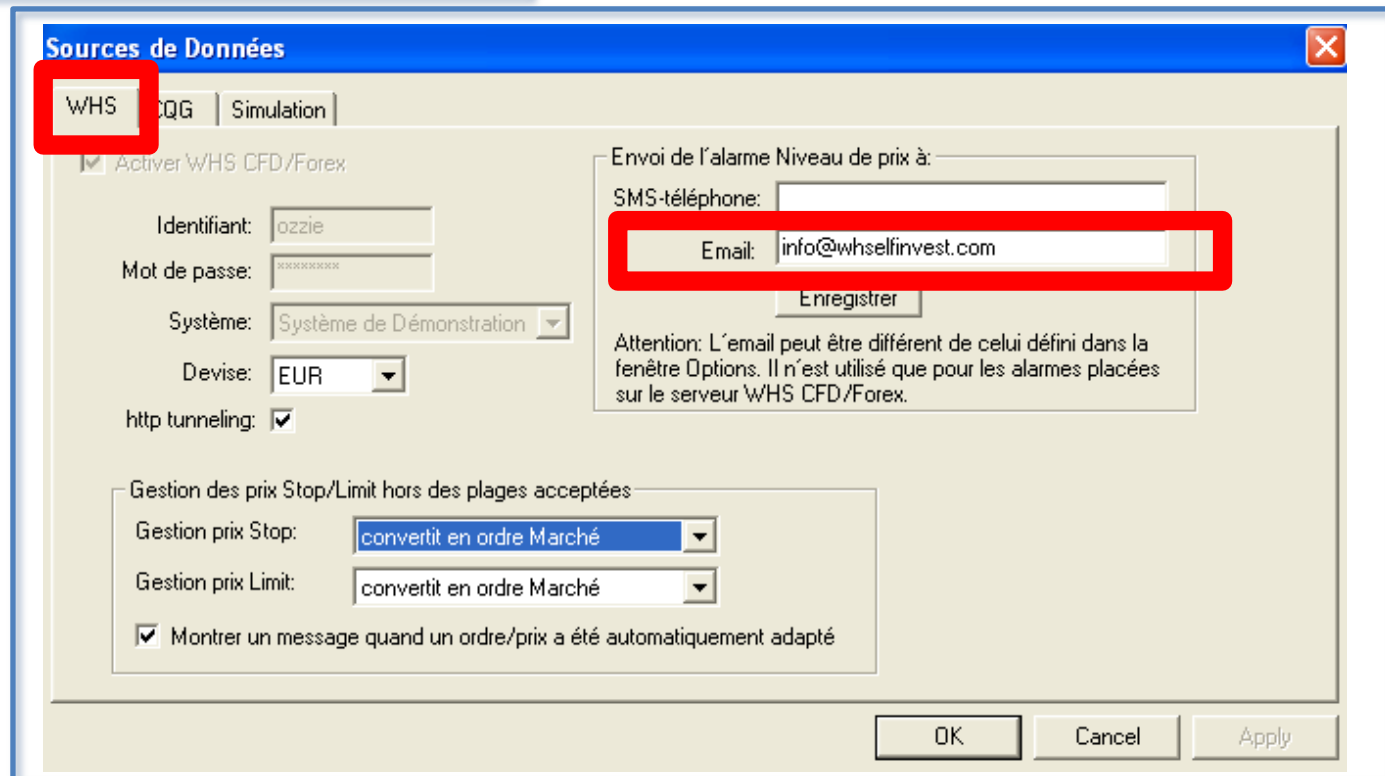 Sources de Données
WHS CQG Simulation
Activer WHS CFD/Forex
Identifiant: ozzie
Mot de passe: ××××××××
Système: Système de Démonstration
Devise: EUR
http tunneling:
Envoi de l´alarme Niveau de prix à:
SMS-téléphone:
Email: info@whselfinvest.com
Enregistrer
Attention: L´email peut être différent de celui défini dans la
fenêtre Options. Il n´est utilisé que pour les alarmes placées
sur le serveur WHS CFD/Forex.
Gestion des prix Stop/Limit hors des plages acceptées
Gestion prix Stop: convertit en ordre Marché
Gestion prix Limit: convertit en ordre Marché
Montrer un message quand un ordre/prix a été automatiquement adapté
OK Cancel Apply